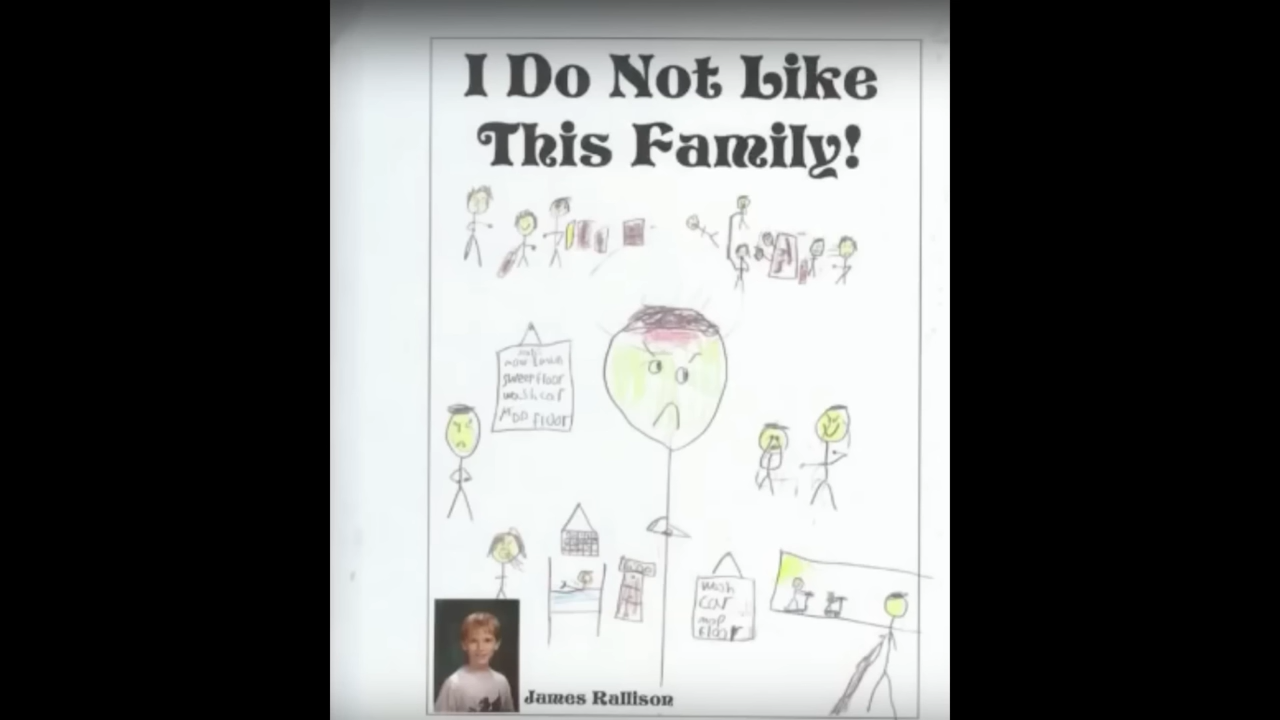 I Do Not Like
This Family!
mow lawn
sweep floor
wash car
Mop floor
wash
car
mop
floor
James Rallison